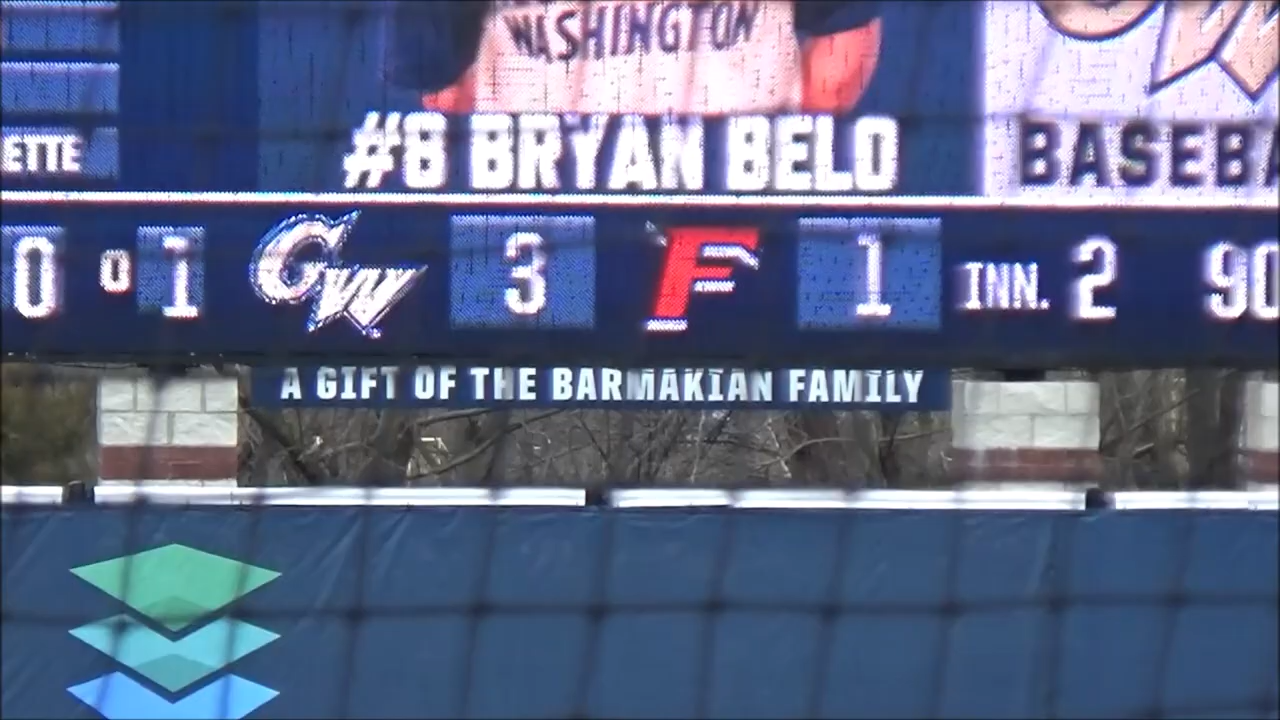 WASHINGTON
#8 BRYAN BELO
ETTE
BASEBA
0 0 1 GW 3 F 1 INN. 2 90
A GIFT OF THE BARMAKIAN FAMILY